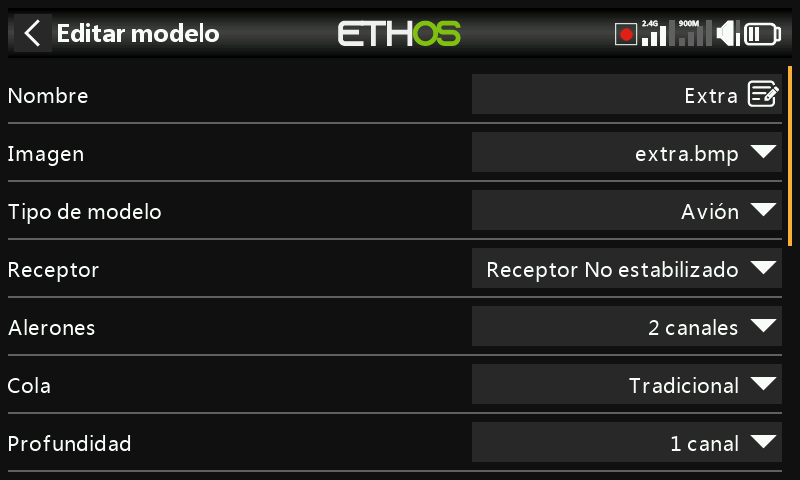 Editar modelo ETHOS 2.4G 900M
Nombre Extra
Imagen extra.bmp
Tipo de modelo Avión
Receptor Receptor No estabilizado
Alerones 2 canales
Cola Tradicional
Profundidad 1 canal